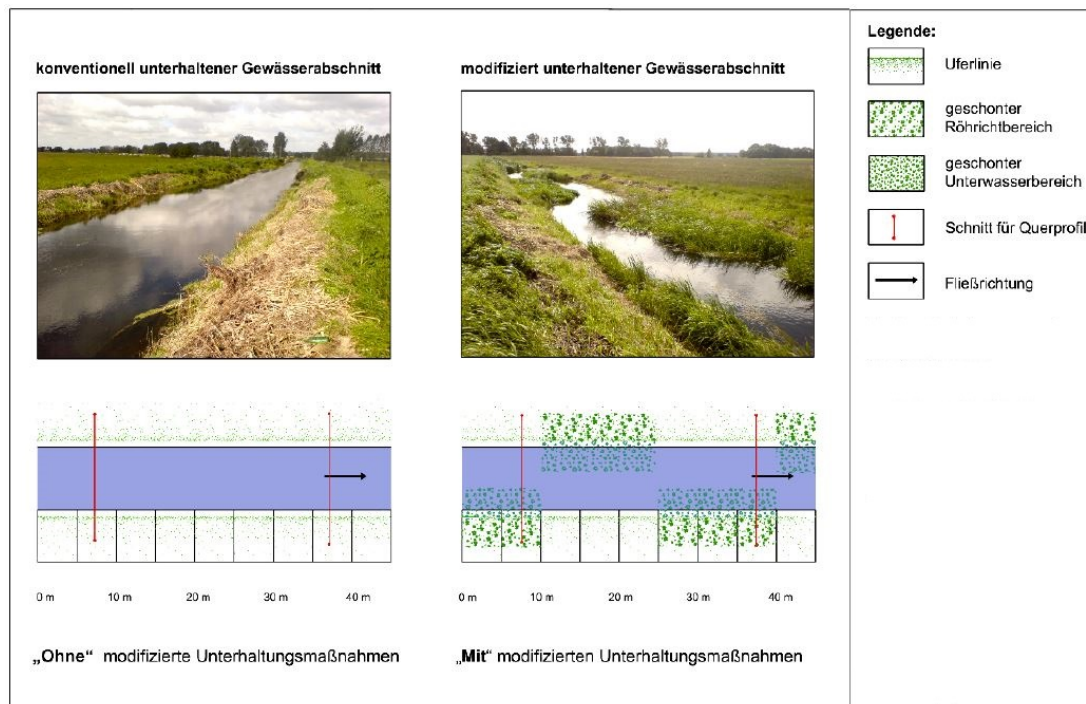 konventionell unterhaltener Gewässerabschnitt
modifiziert unterhaltener Gewässerabschnitt
0 m 10 m 20 m 30 m 40 m
0 m 10 m 20 m 30 m 40 m
„Ohne“ modifizierte Unterhaltungsmaßnahmen
„Mit“ modifizierten Unterhaltungsmaßnahmen
Legende:
Uferlinie
geschonter
Röhrichtbereich
geschonter
Unterwasserbereich
Schnitt für Querprofil
Fließrichtung